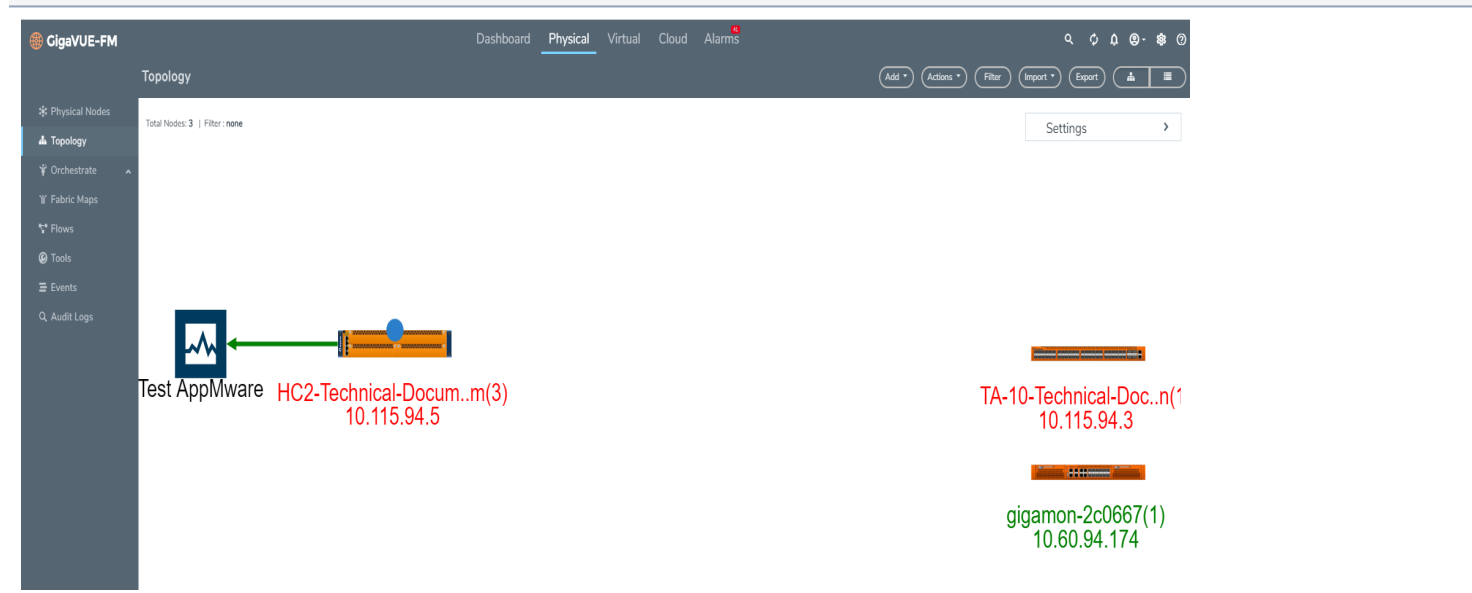 GigaVUE-FM
Dashboard Physical Virtual Cloud Alarms
41
Topology
Add Actions Filter Import Export
Physical Nodes
Topology
Orchestrate
Fabric Maps
Flows
Tools
Events
Audit Logs
Total Nodes: 3 | Filter : none
Settings
Test AppMware
HC2-Technical-Docum..m(3)
10.115.94.5
TA-10-Technical-Doc..n(1
10.115.94.3
gigamon-2c0667(1)
10.60.94.174